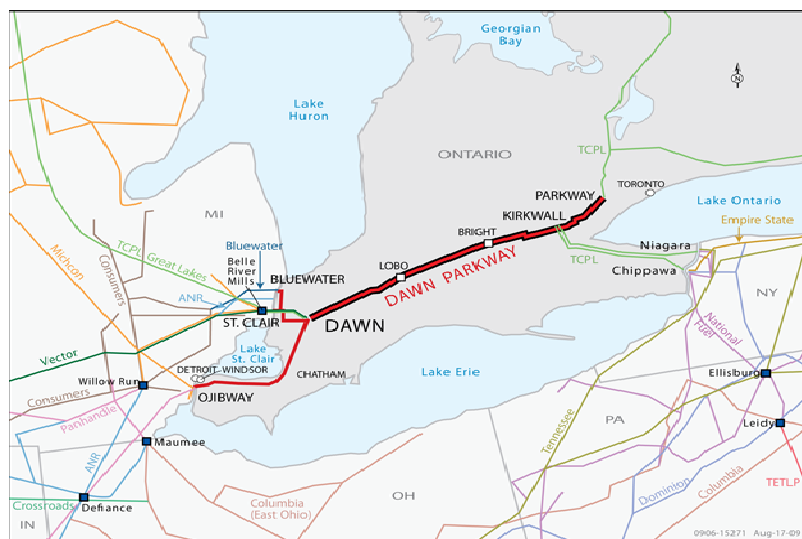 Georgian
Bay
Lake
Huron
TCPL
ONTARIO
TORONTO
PARKWAY
KIRKWALL
Lake Ontario
Empire State
MI
BRIGHT
Niagara
TCPL
Chippawa
Bluewater
TCPL Great Lakes
Belle
River
Mills
BLUEWATER
LOBO
DAWN PARKWAY
Michcon
Consumers
ANR
NY
ST. CLAIR
DAWN
National
Fuel
Vector
Lake
St. Clair
DETROIT-WINDSOR
CHATHAM
Lake Erie
Ellisburg
Willow Run
Consumers
OJIBWAY
Panhandle
PA
Tennessee
Leidy
Maumee
ANR
Dominion
Columbia
TETLP
Columbia
(East Ohio)
OH
Crossroads
Defiance
IN
0906-15271 Aug-17-09